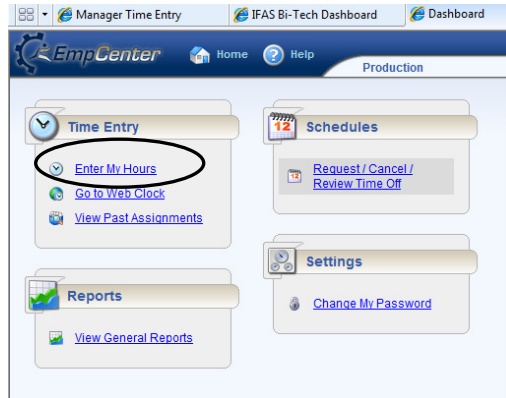 Manager Time Entry
IFAS Bi-Tech Dashboard
Dashboard
EmpCenter
Home
Help
Production
Time Entry
Enter My Hours
Go to Web Clock
View Past Assignments
12
Schedules
12
Request / Cancel /
Review Time Off
Settings
Change My Password
Reports
View General Reports